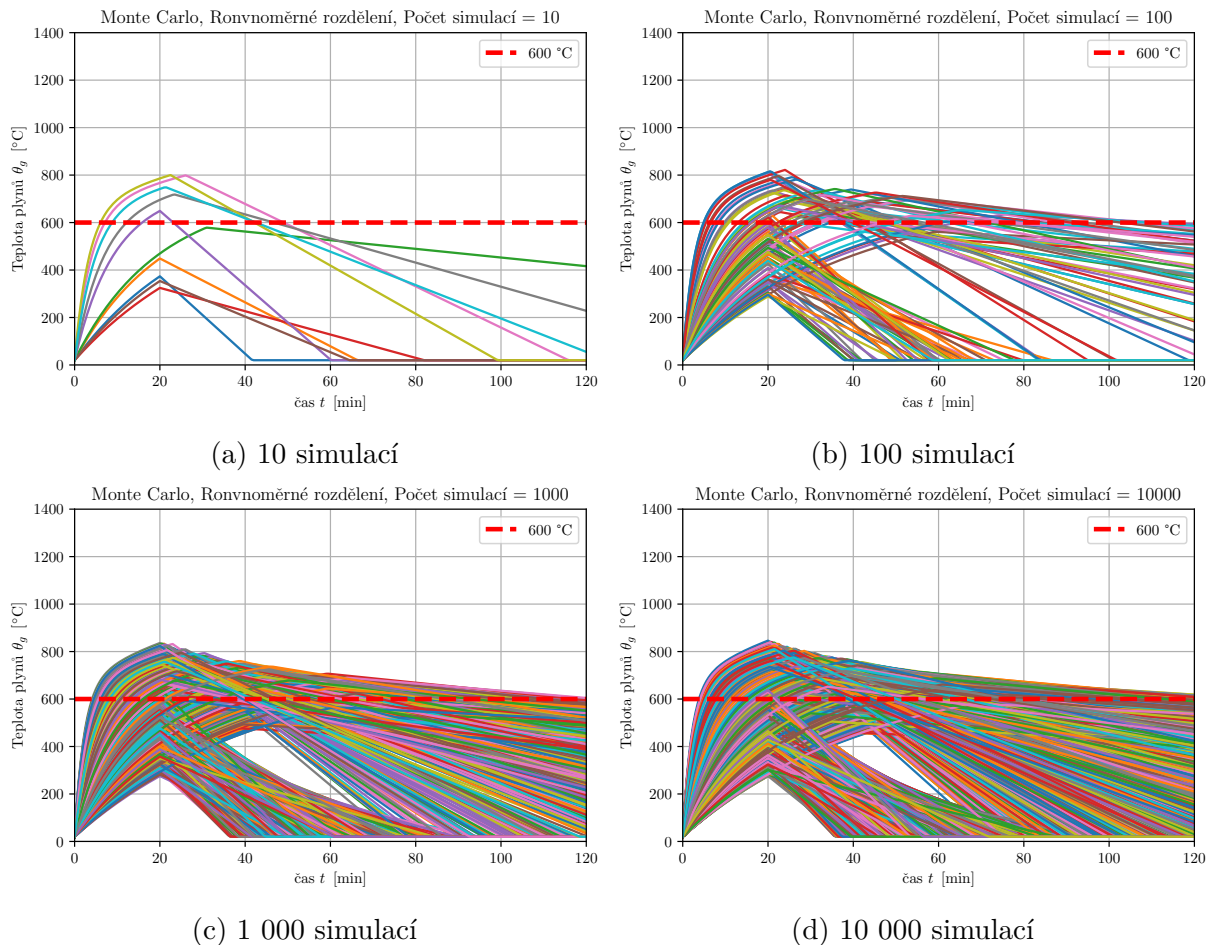 Monte Carlo, Ronvnoměrné rozdělení, Počet simulací = 10
1400
1200
1000
800
600
400
200
0
Teplota plynů θg [°C]
600 °C
0 20 40 60 80 100 120
čas t [min]
(a) 10 simulací
Monte Carlo, Ronvnoměrné rozdělení, Počet simulací = 100
1400
1200
1000
800
600
400
200
0
Teplota plynů θg [°C]
600 °C
0 20 40 60 80 100 120
čas t [min]
(b) 100 simulací
Monte Carlo, Ronvnoměrné rozdělení, Počet simulací = 1000
1400
1200
1000
800
600
400
200
0
Teplota plynů θg [°C]
600 °C
0 20 40 60 80 100 120
čas t [min]
(c) 1 000 simulací
Monte Carlo, Ronvnoměrné rozdělení, Počet simulací = 10000
1400
1200
1000
800
600
400
200
0
Teplota plynů θg [°C]
600 °C
0 20 40 60 80 100 120
čas t [min]
(d) 10 000 simulací